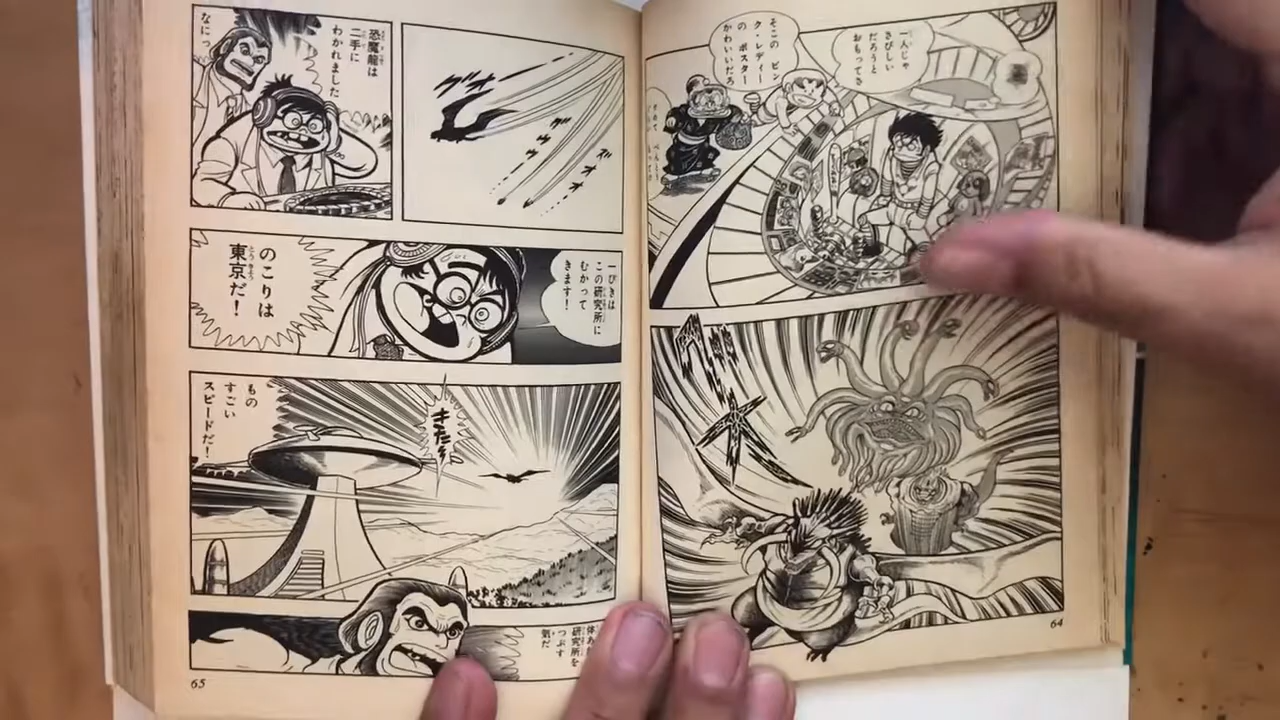 一人じゃ
さびしい
だろうと
おもってさ
そこの ピン
ク・レディー
の ポスター
かわいいだろ
64
恐魔龍は
二手に
わかれました
なにっ
一ぴきは
この研究所に
むかって
きます!
のこりは
東京だ!
きたっ
もの
すごい
スピードだ!
研究所を
つぶす
気だ
65